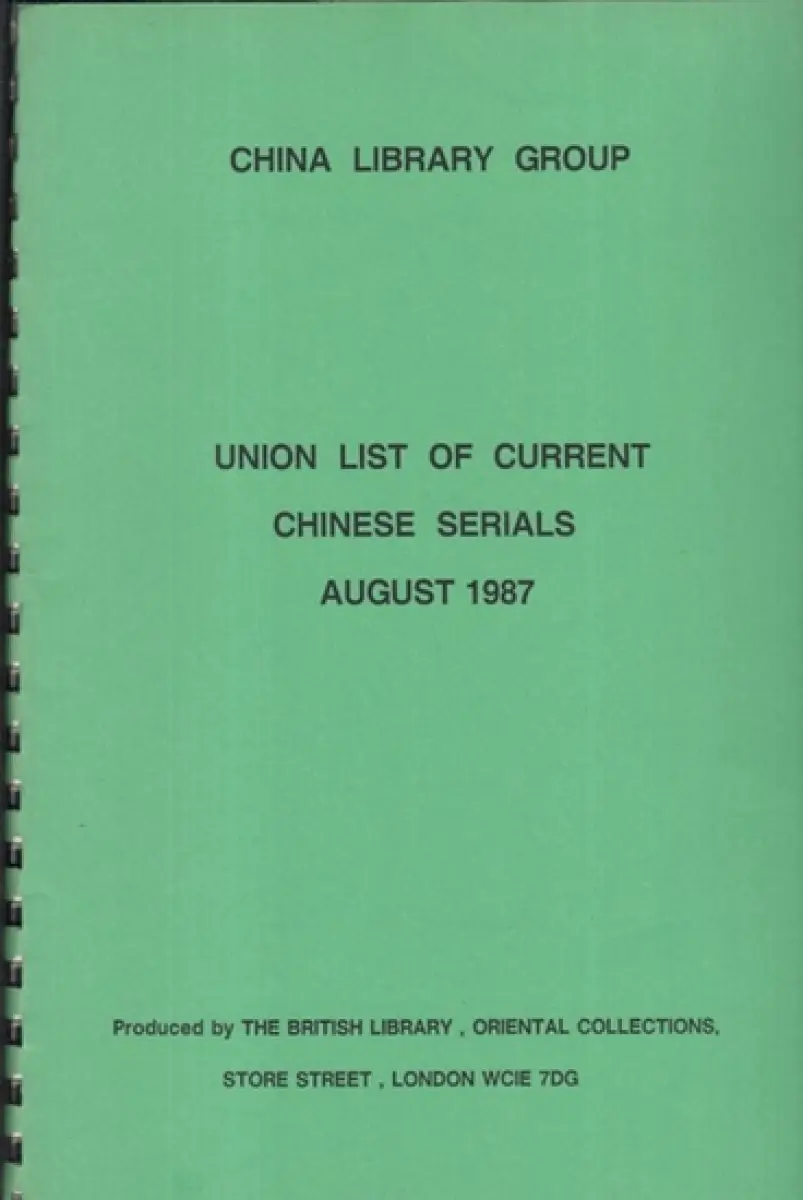 CHINA LIBRARY GROUP
UNION LIST OF CURRENT
CHINESE SERIALS
AUGUST 1987
Produced by THE BRITISH LIBRARY , ORIENTAL COLLECTIONS,
STORE STREET , LONDON WCIE 7DG